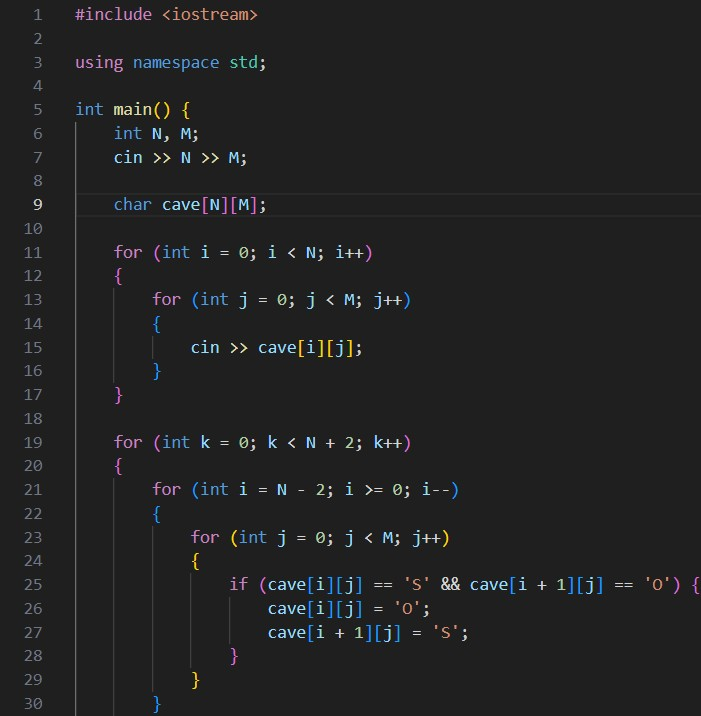 1 #include <iostream>
2
3 using namespace std;
4
5 int main() {
6     int N, M;
7     cin >> N >> M;
8
9     char cave[N][M];
10
11     for (int i = 0; i < N; i++)
12     {
13         for (int j = 0; j < M; j++)
14         {
15             cin >> cave[i][j];
16         }
17     }
18
19     for (int k = 0; k < N + 2; k++)
20     {
21         for (int i = N - 2; i >= 0; i--)
22         {
23             for (int j = 0; j < M; j++)
24             {
25                 if (cave[i][j] == 'S' && cave[i + 1][j] == 'O') {
26                     cave[i][j] = 'O';
27                     cave[i + 1][j] = 'S';
28                 }
29             }
30         }